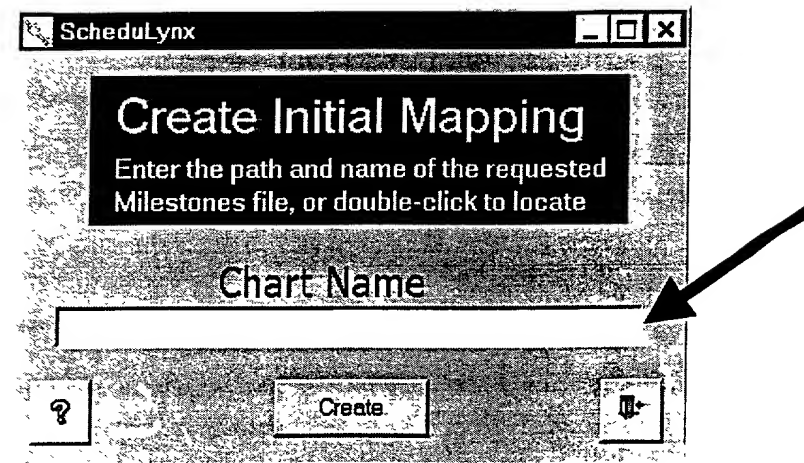 ScheduLynx
Create Initial Mapping
Enter the path and name of the requested
Milestones file, or double-click to locate
Chart Name
?
Create